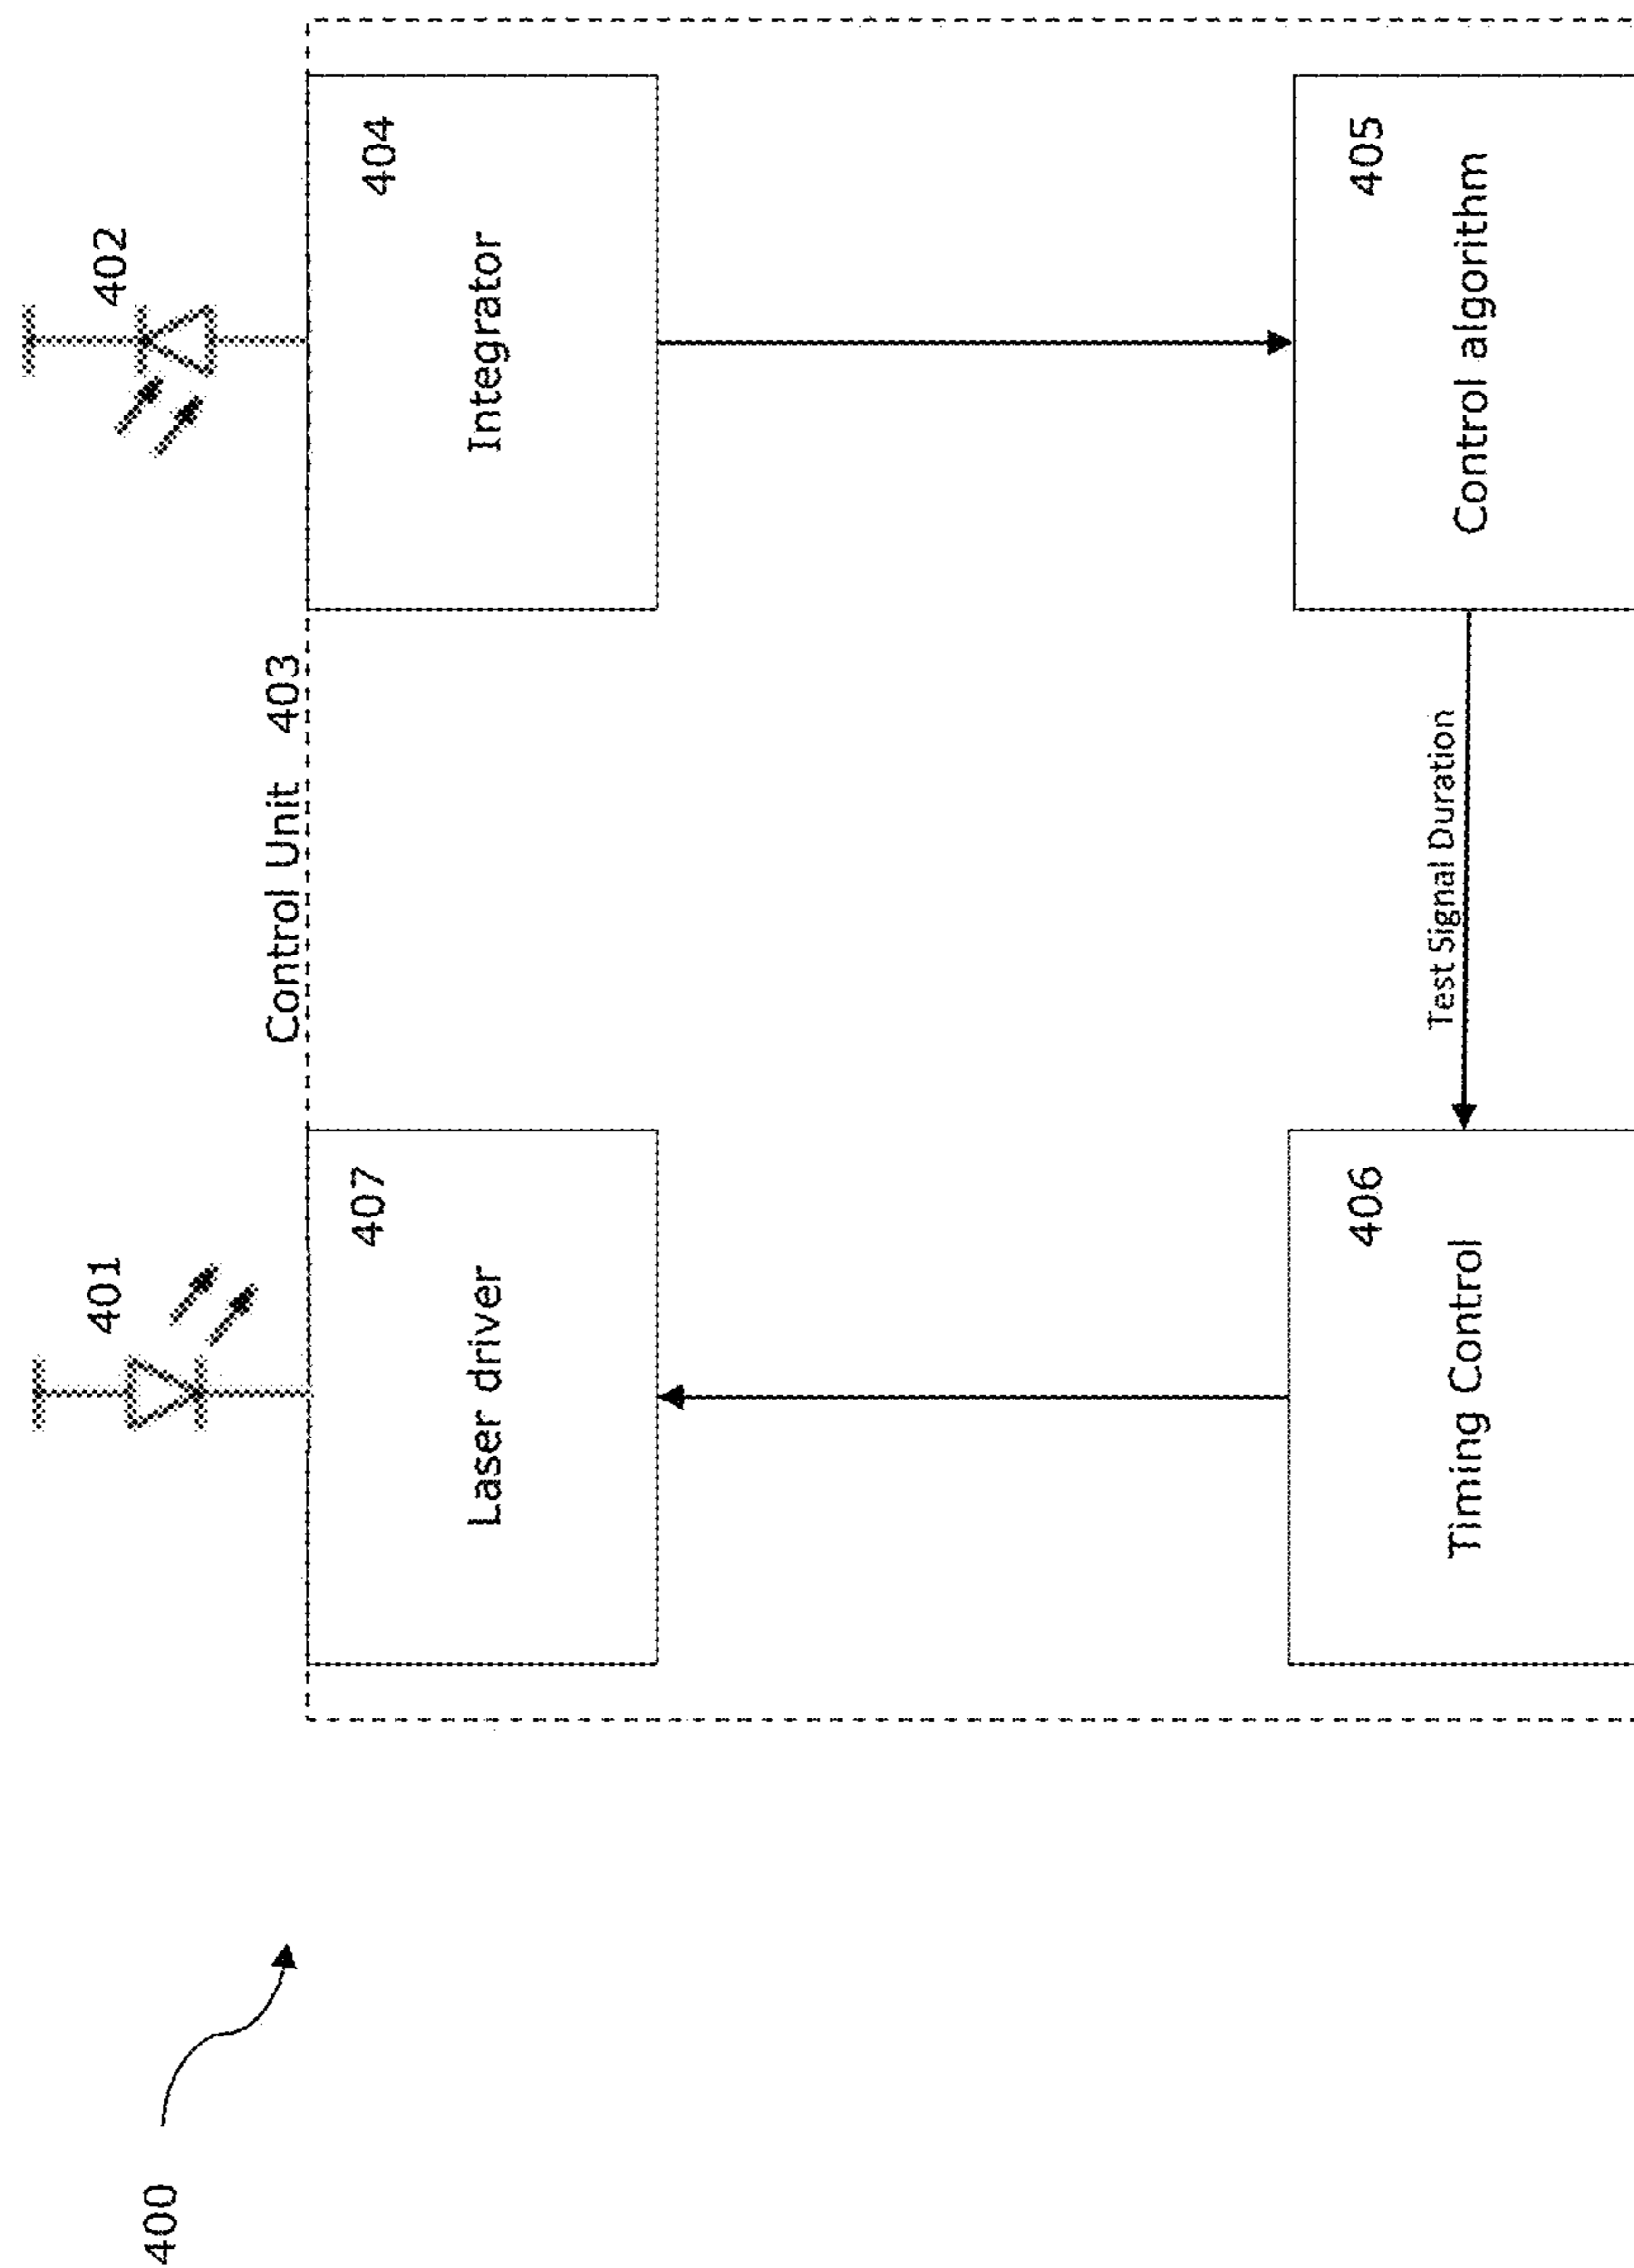 400
401
402
Control Unit 403
407
404
Laser driver
Integrator
406
405
Test Signal Duration
Timing Control
Control algorithm